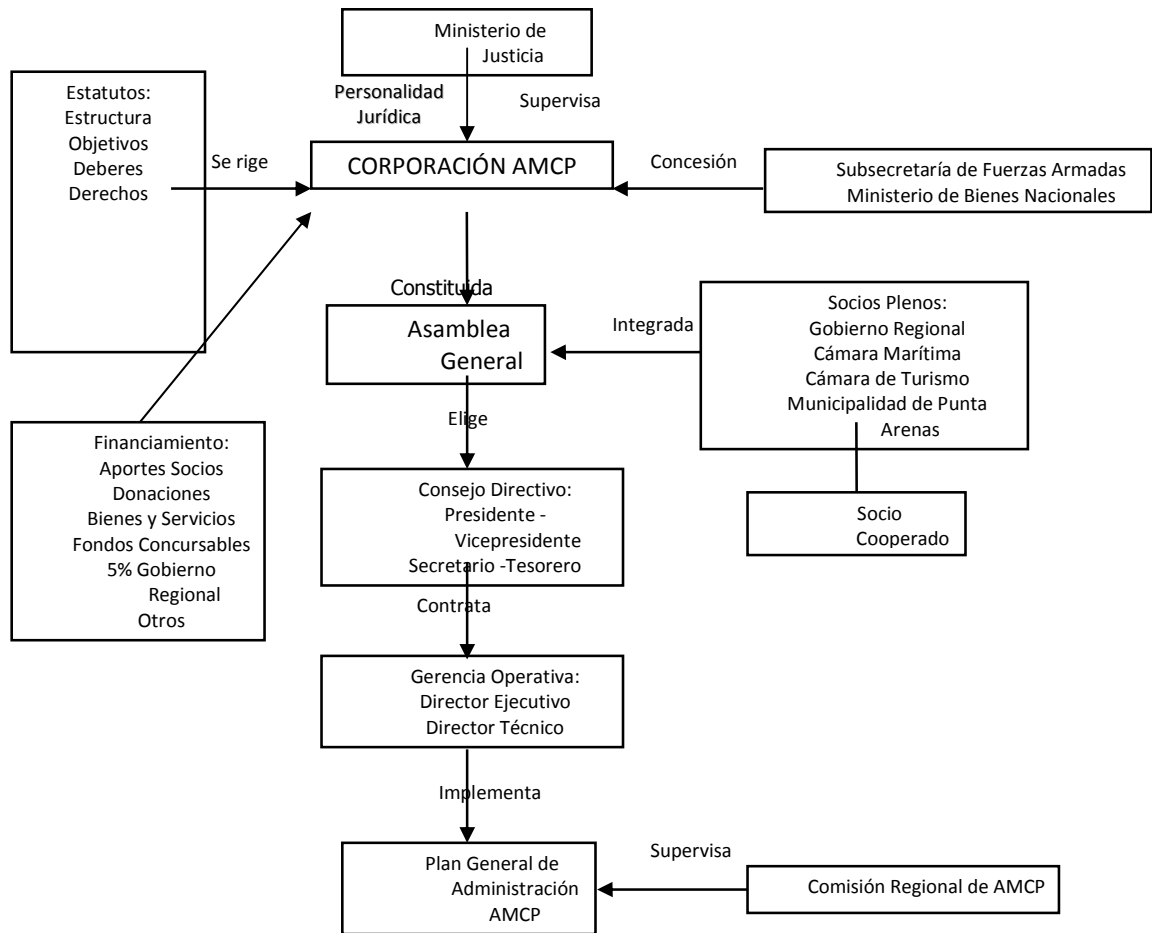 Ministerio de
Justicia
Estatutos:
Estructura
Objetivos
Deberes
Derechos
Personalidad
Jurídica
Supervisa
Se rige
CORPORACIÓN AMCP
Concesión
Subsecretaría de Fuerzas Armadas
Ministerio de Bienes Nacionales
Constituida
Asamblea
General
Integrada
Socios Plenos:
Gobierno Regional
Cámara Marítima
Cámara de Turismo
Municipalidad de Punta
Arenas
Elige
Financiamiento:
Aportes Socios
Donaciones
Bienes y Servicios
Fondos Concursables
5% Gobierno
Regional
Otros
Consejo Directivo:
Presidente -
Vicepresidente
Secretario -Tesorero
Socio
Cooperado
Contrata
Gerencia Operativa:
Director Ejecutivo
Director Técnico
Implementa
Plan General de
Administración
AMCP
Supervisa
Comisión Regional de AMCP